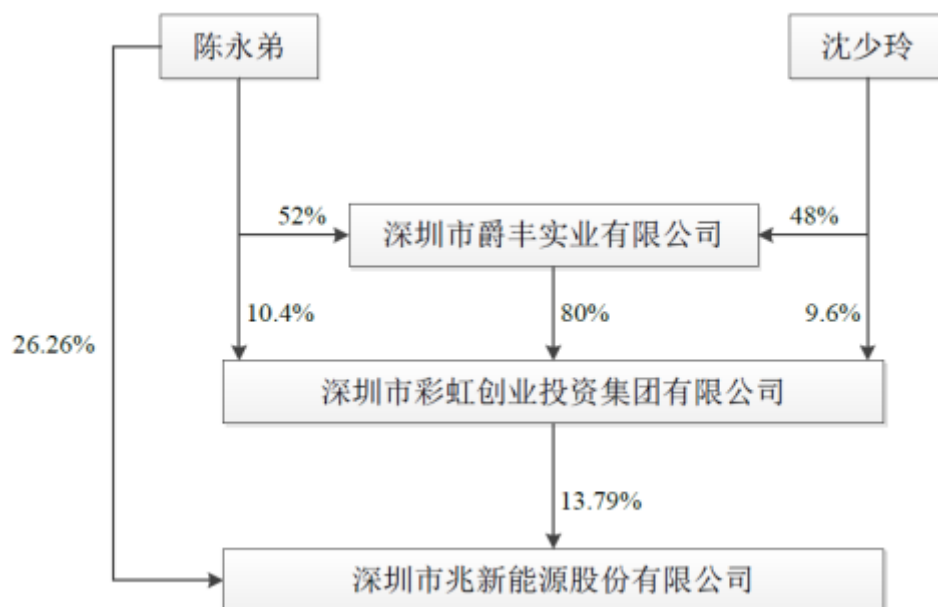 陈永弟
沈少玲
52%
深圳市爵丰实业有限公司
48%
10.4%
80%
9.6%
26.26%
深圳市彩虹创业投资集团有限公司
13.79%
深圳市兆新能源股份有限公司